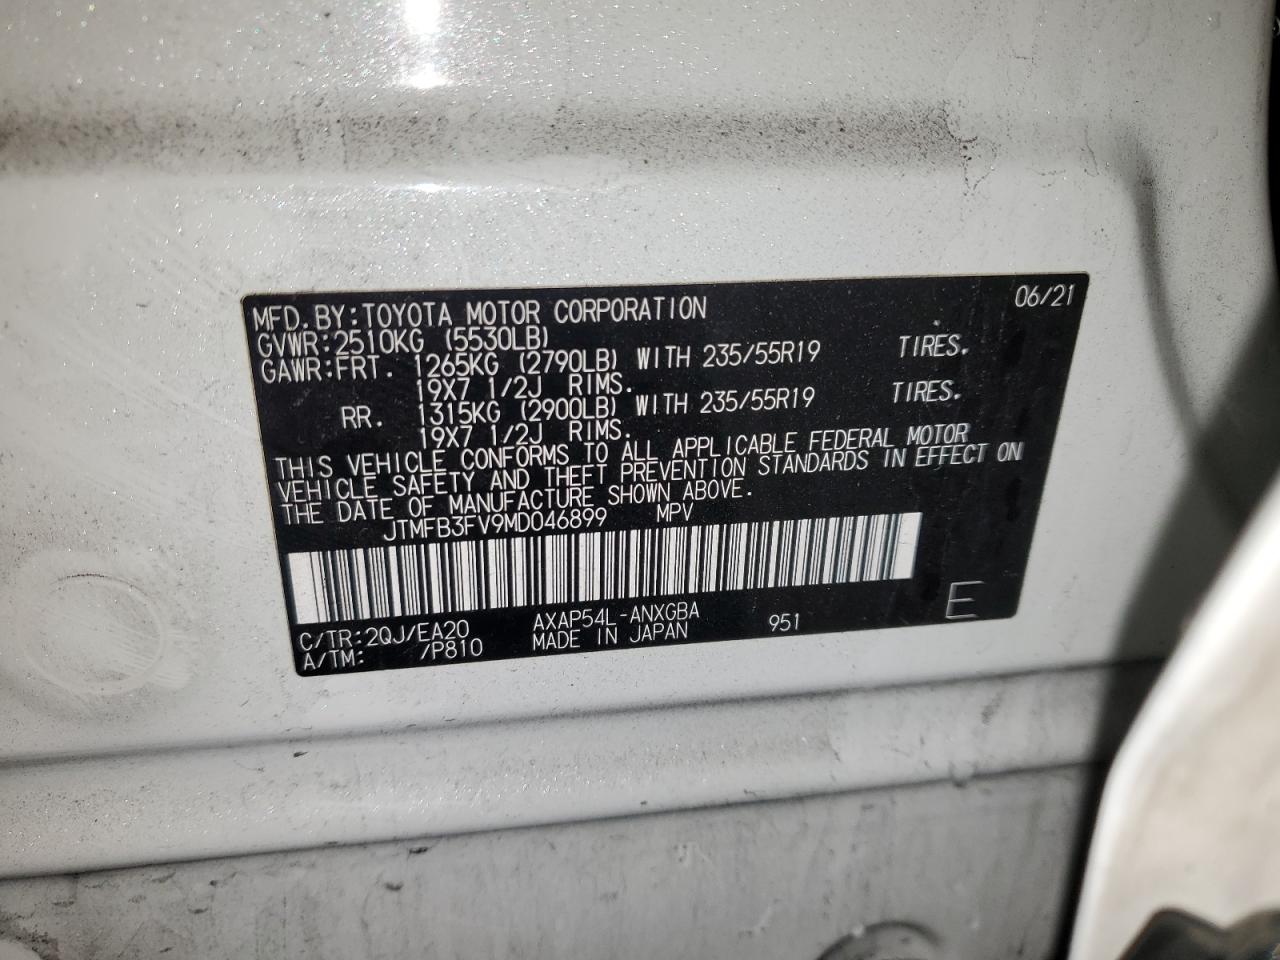 MFD. BY: TOYOTA MOTOR CORPORATION 06/21
GVWR: 2510KG (5530LB)
GAWR: FRT. 1265KG (2790LB) WITH 235/55R19 TIRES.
19X7 1/2J RIMS.
RR. 1315KG (2900LB) WITH 235/55R19 TIRES.
19X7 1/2J RIMS.
THIS VEHICLE CONFORMS TO ALL APPLICABLE FEDERAL MOTOR
VEHICLE SAFETY AND THEFT PREVENTION STANDARDS IN EFFECT ON
THE DATE OF MANUFACTURE SHOWN ABOVE.
JTMFB3FV9MD046899 MPV
C/TR: 2QJ/EA20 AXAP54L-ANXGBA 951 E
A/TM: /P810 MADE IN JAPAN